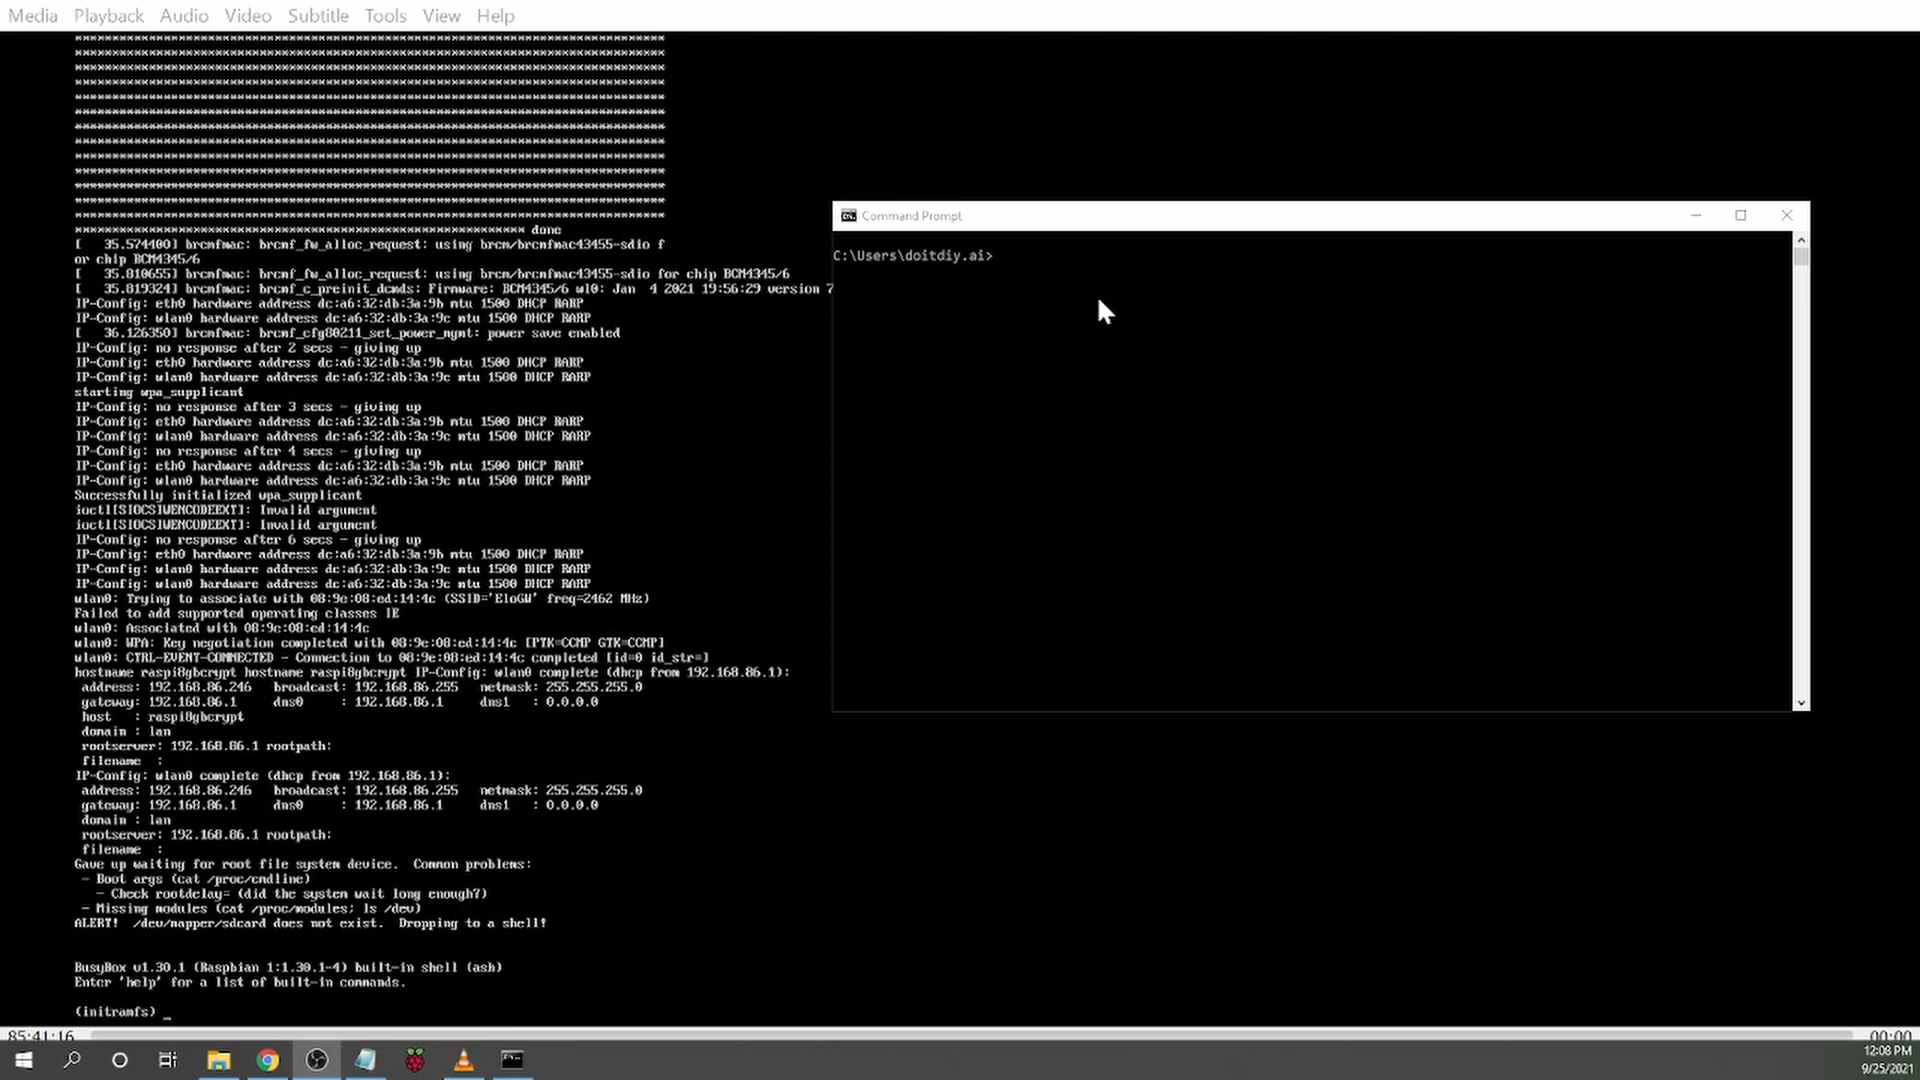 Media Playback Audio Video Subtitle Tools View Help
****************************************************************************** done
[   35.574400] brcmfmac: brcmf_fw_alloc_request: using brcm/brcmfmac43455-sdio f
or chip BCM4345/6
[   35.810655] brcmfmac: brcmf_fw_alloc_request: using brcm/brcmfmac43455-sdio for chip BCM4345/6
[   35.819324] brcmfmac: brcmf_c_preinit_dcmds: Firmware: BCM4345/6 wl0: Jan  4 2021 19:56:29 version 7
IP-Config: eth0 hardware address dc:a6:32:db:3a:9b mtu 1500 DHCP RARP
IP-Config: wlan0 hardware address dc:a6:32:db:3a:9c mtu 1500 DHCP RARP
[   36.126350] brcmfmac: brcmf_cfg80211_set_power_mgmt: power save enabled
IP-Config: no response after 2 secs - giving up
IP-Config: eth0 hardware address dc:a6:32:db:3a:9b mtu 1500 DHCP RARP
IP-Config: wlan0 hardware address dc:a6:32:db:3a:9c mtu 1500 DHCP RARP
starting wpa_supplicant
IP-Config: no response after 3 secs - giving up
IP-Config: eth0 hardware address dc:a6:32:db:3a:9b mtu 1500 DHCP RARP
IP-Config: wlan0 hardware address dc:a6:32:db:3a:9c mtu 1500 DHCP RARP
IP-Config: no response after 4 secs - giving up
IP-Config: eth0 hardware address dc:a6:32:db:3a:9b mtu 1500 DHCP RARP
IP-Config: wlan0 hardware address dc:a6:32:db:3a:9c mtu 1500 DHCP RARP
Successfully initialized wpa_supplicant
ioctl[SIOCSIWENCODEEXT]: Invalid argument
ioctl[SIOCSIWENCODEEXT]: Invalid argument
IP-Config: no response after 6 secs - giving up
IP-Config: eth0 hardware address dc:a6:32:db:3a:9b mtu 1500 DHCP RARP
IP-Config: wlan0 hardware address dc:a6:32:db:3a:9c mtu 1500 DHCP RARP
IP-Config: wlan0 hardware address dc:a6:32:db:3a:9c mtu 1500 DHCP RARP
wlan0: Trying to associate with 08:9e:08:ed:14:4c (SSID='EloGW' freq=2462 MHz)
Failed to add supported operating classes IE
wlan0: Associated with 08:9e:08:ed:14:4c
wlan0: WPA: Key negotiation completed with 08:9e:08:ed:14:4c [PTK=CCMP GTK=CCMP]
wlan0: CTRL-EVENT-CONNECTED - Connection to 08:9e:08:ed:14:4c completed [id=0 id_str=]
hostname raspi8gbcrypt hostname raspi8gbcrypt IP-Config: wlan0 complete (dhcp from 192.168.86.1):
address: 192.168.86.246   broadcast: 192.168.86.255   netmask: 255.255.255.0
gateway: 192.168.86.1     dns0     : 192.168.86.1     dns1   : 0.0.0.0
host   : raspi8gbcrypt
domain : lan
rootserver: 192.168.86.1 rootpath:
filename  :
IP-Config: wlan0 complete (dhcp from 192.168.86.1):
address: 192.168.86.246   broadcast: 192.168.86.255   netmask: 255.255.255.0
gateway: 192.168.86.1     dns0     : 192.168.86.1     dns1   : 0.0.0.0
domain : lan
rootserver: 192.168.86.1 rootpath:
filename  :
Gave up waiting for root file system device.  Common problems:
- Boot args (cat /proc/cmdline)
- Check rootdelay= (did the system wait long enough?)
- Missing modules (cat /proc/modules; ls /dev)
ALERT!  /dev/mapper/sdcard does not exist.  Dropping to a shell!
BusyBox v1.30.1 (Raspbian 1:1.30.1-4) built-in shell (ash)
Enter 'help' for a list of built-in commands.
(initramfs) _
Command Prompt
C:\Users\doitdiy.ai>
85:41:16
00:00
12:08 PM
9/25/2021